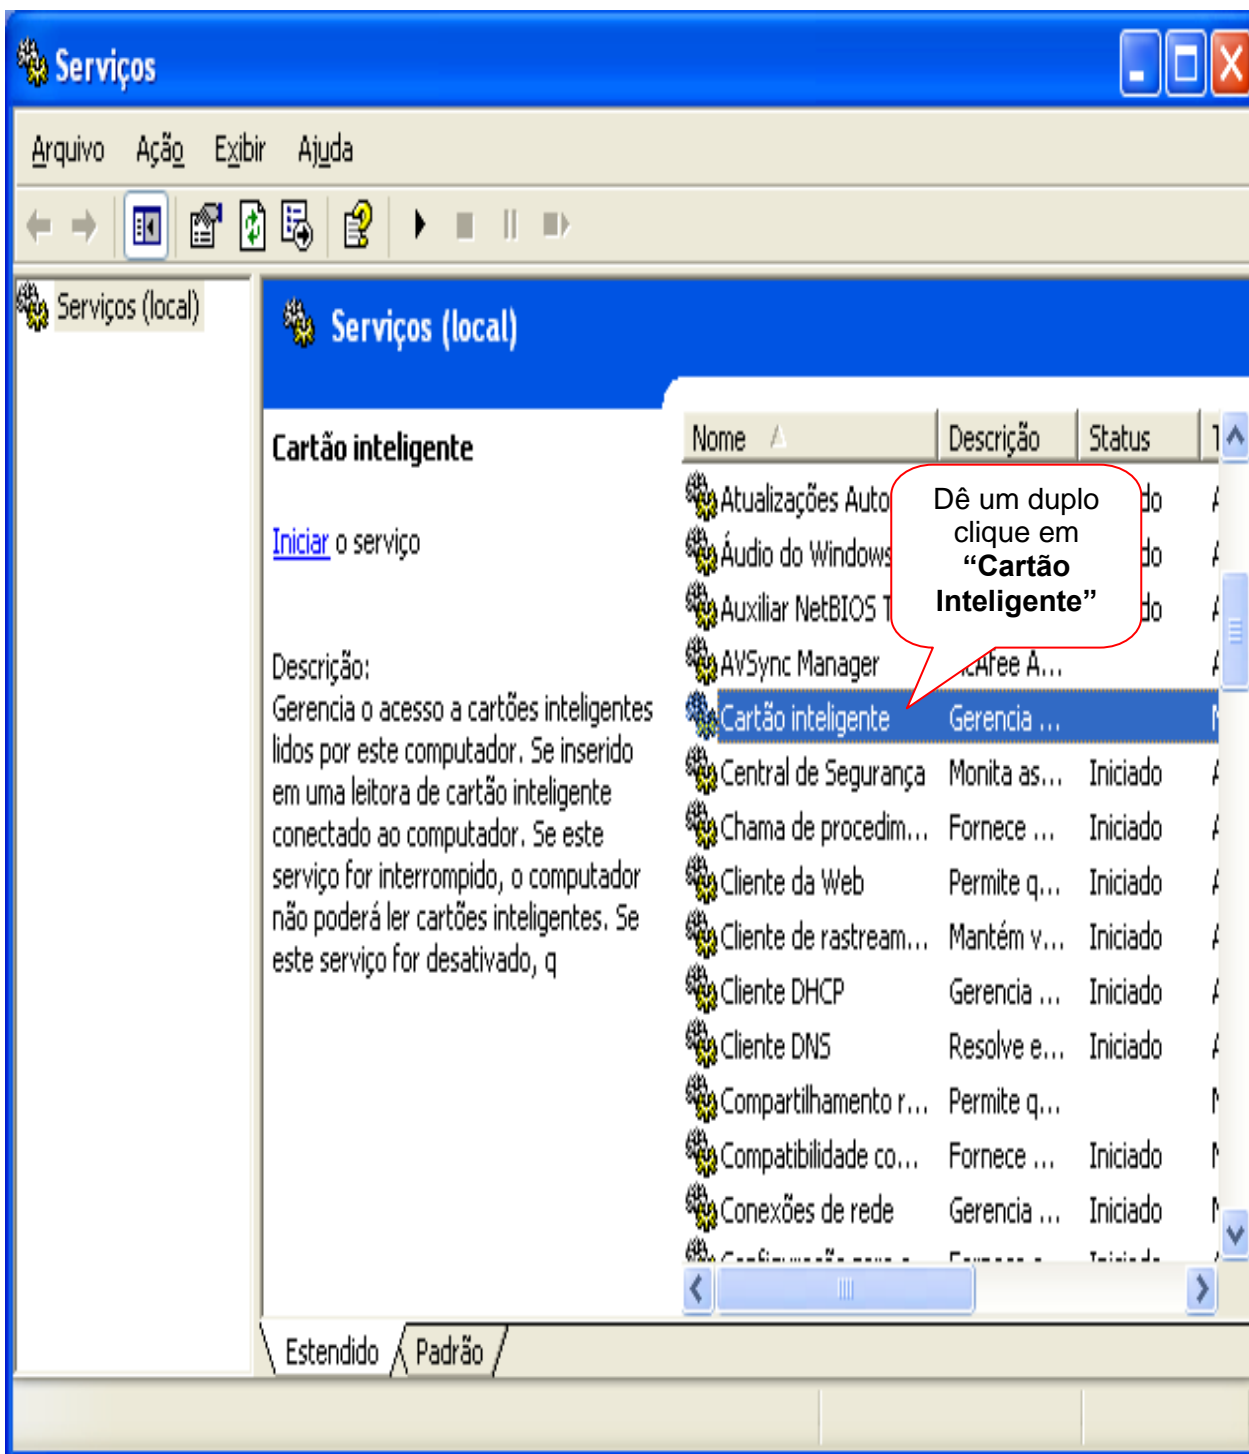 Serviços
Arquivo Ação Exibir Ajuda
Serviços (local)
Serviços (local)
Cartão inteligente
Iniciar o serviço
Descrição:
Gerencia o acesso a cartões inteligentes
lidos por este computador. Se inserido
em uma leitora de cartão inteligente
conectado ao computador. Se este
serviço for interrompido, o computador
não poderá ler cartões inteligentes. Se
este serviço for desativado, q
Nome Descrição Status
Atualizações Auto
Áudio do Windows
Auxiliar NetBIOS T
AVSync Manager
Dê um duplo
clique em
“Cartão
Inteligente”
Cartão inteligente Gerencia ...
Central de Segurança Monita as... Iniciado
Chama de procedim... Fornece ... Iniciado
Cliente da Web Permite q... Iniciado
Cliente de rastream... Mantém v... Iniciado
Cliente DHCP Gerencia ... Iniciado
Cliente DNS Resolve e... Iniciado
Compartilhamento r... Permite q...
Compatibilidade co... Fornece ... Iniciado
Conexões de rede Gerencia ... Iniciado
Estendido Padrão